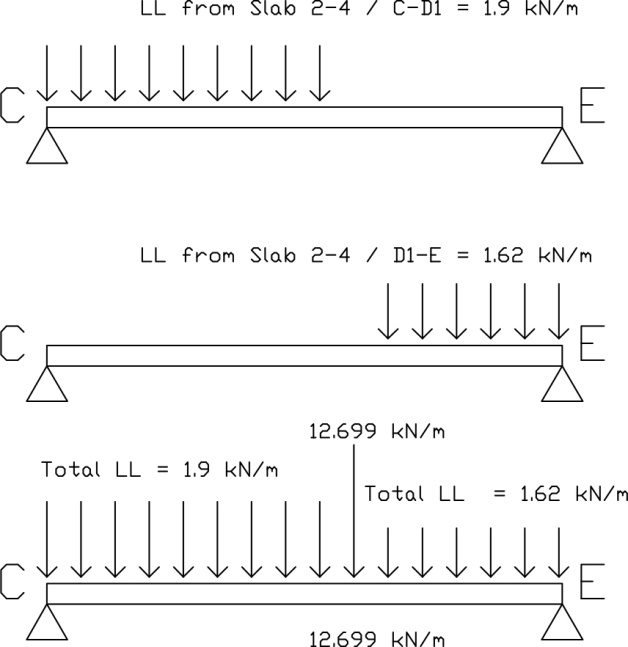 LL from Slab 2-4 / C-D1 = 1.9 kN/m
C E
LL from Slab 2-4 / D1-E = 1.62 kN/m
C E
12.699 kN/m
Total LL = 1.9 kN/m
Total LL = 1.62 kN/m
C E
12.699 kN/m